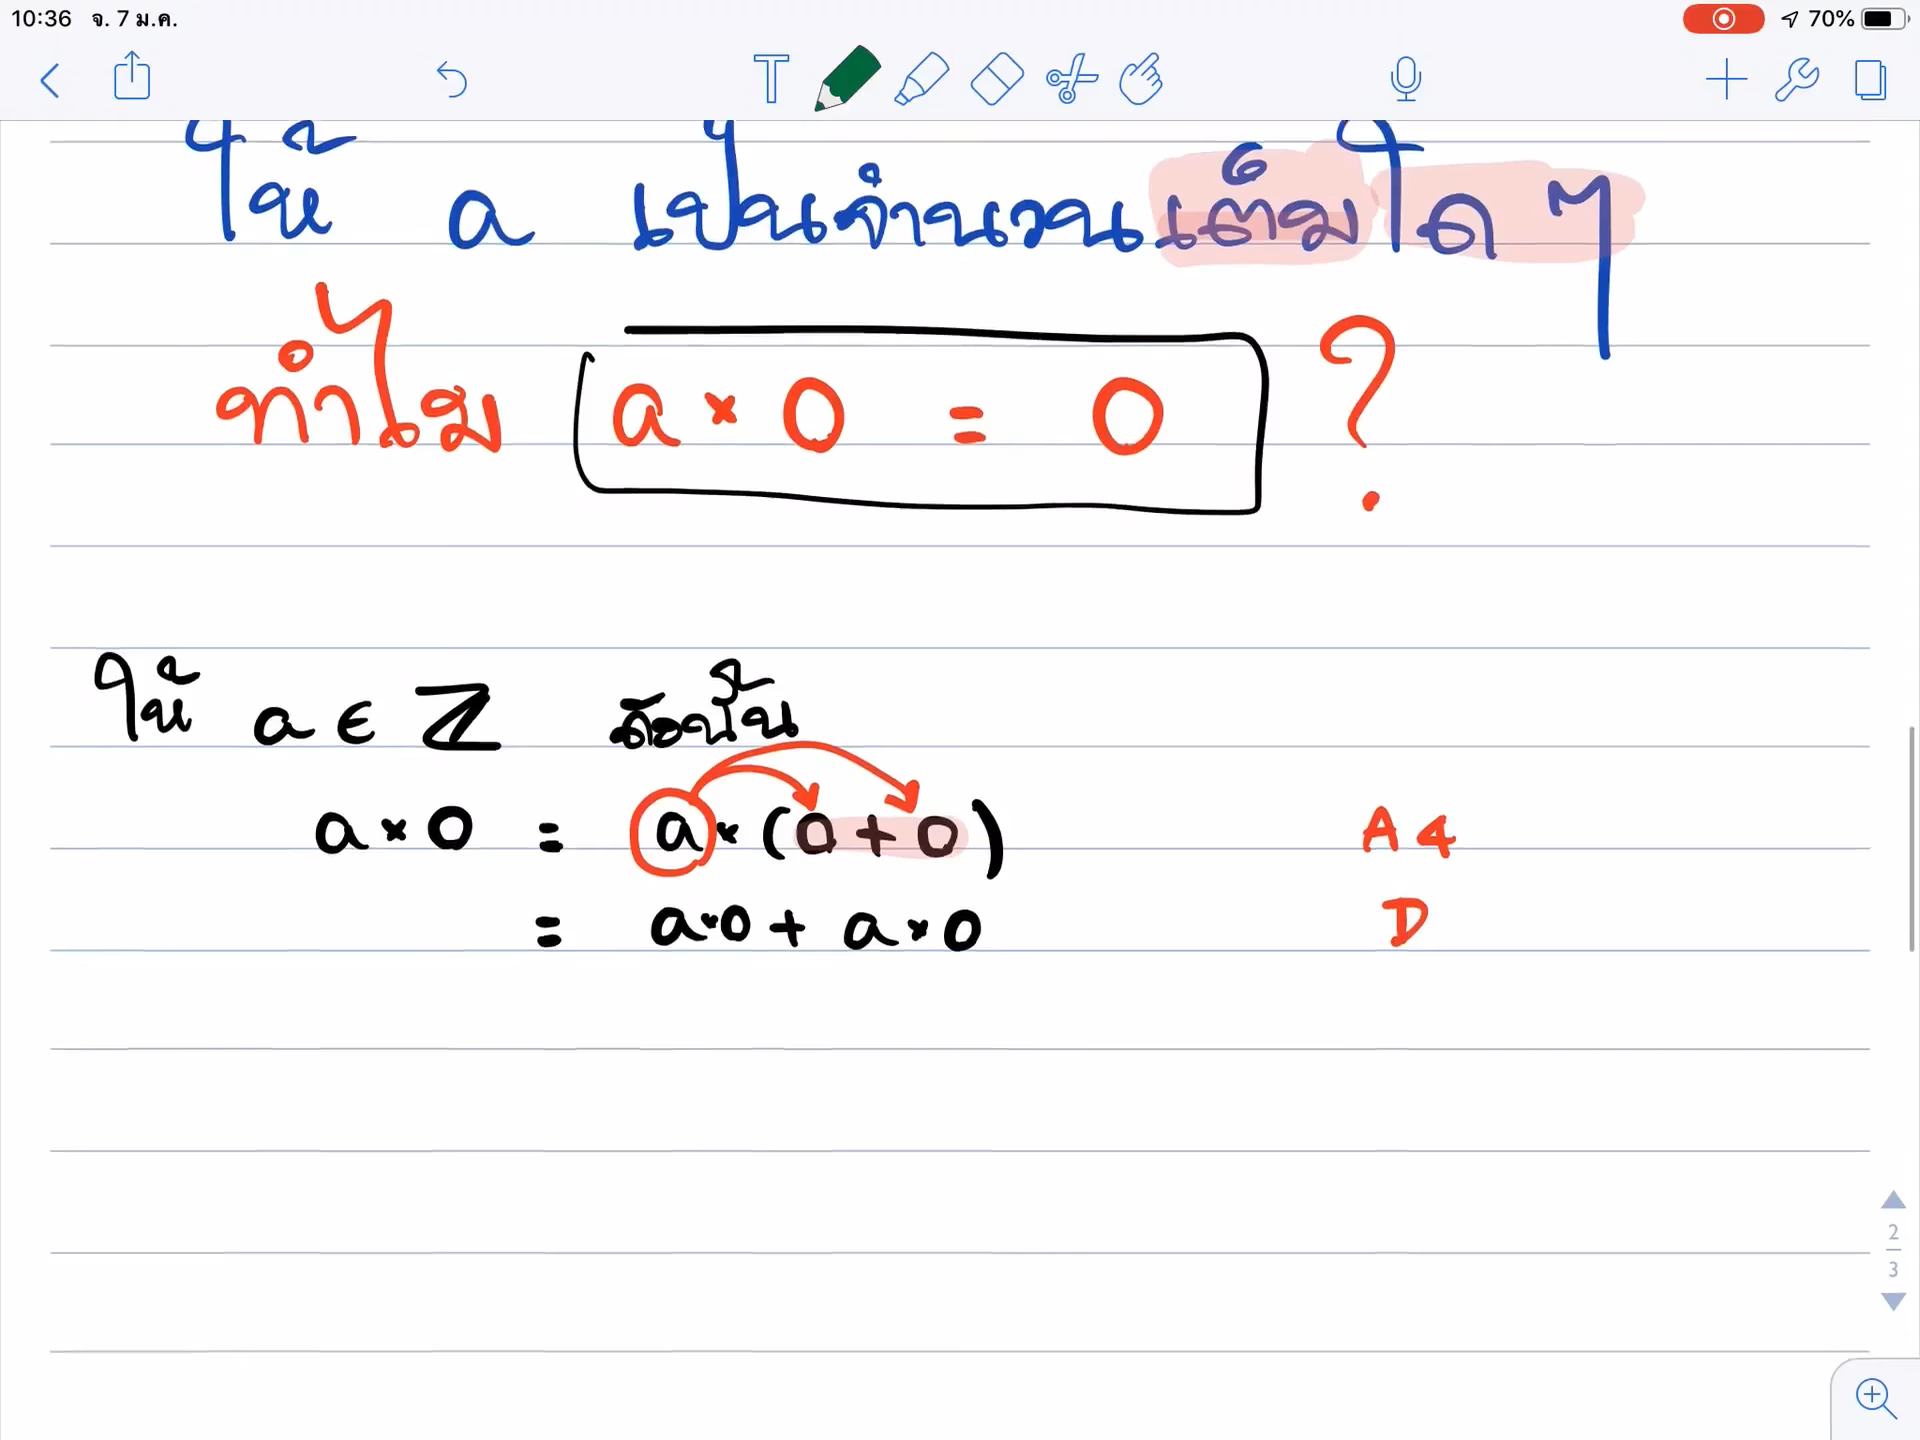 10:36 จ. 7 ม.ค. 70%
T
ให้ a เป็นจำนวนเต็มใด ๆ
ทำไม a × 0 = 0 ?
ให้ a ∈ ℤ ดังนั้น
a × 0 = a × (0 + 0) A4
= a × 0 + a × 0 D
2
3